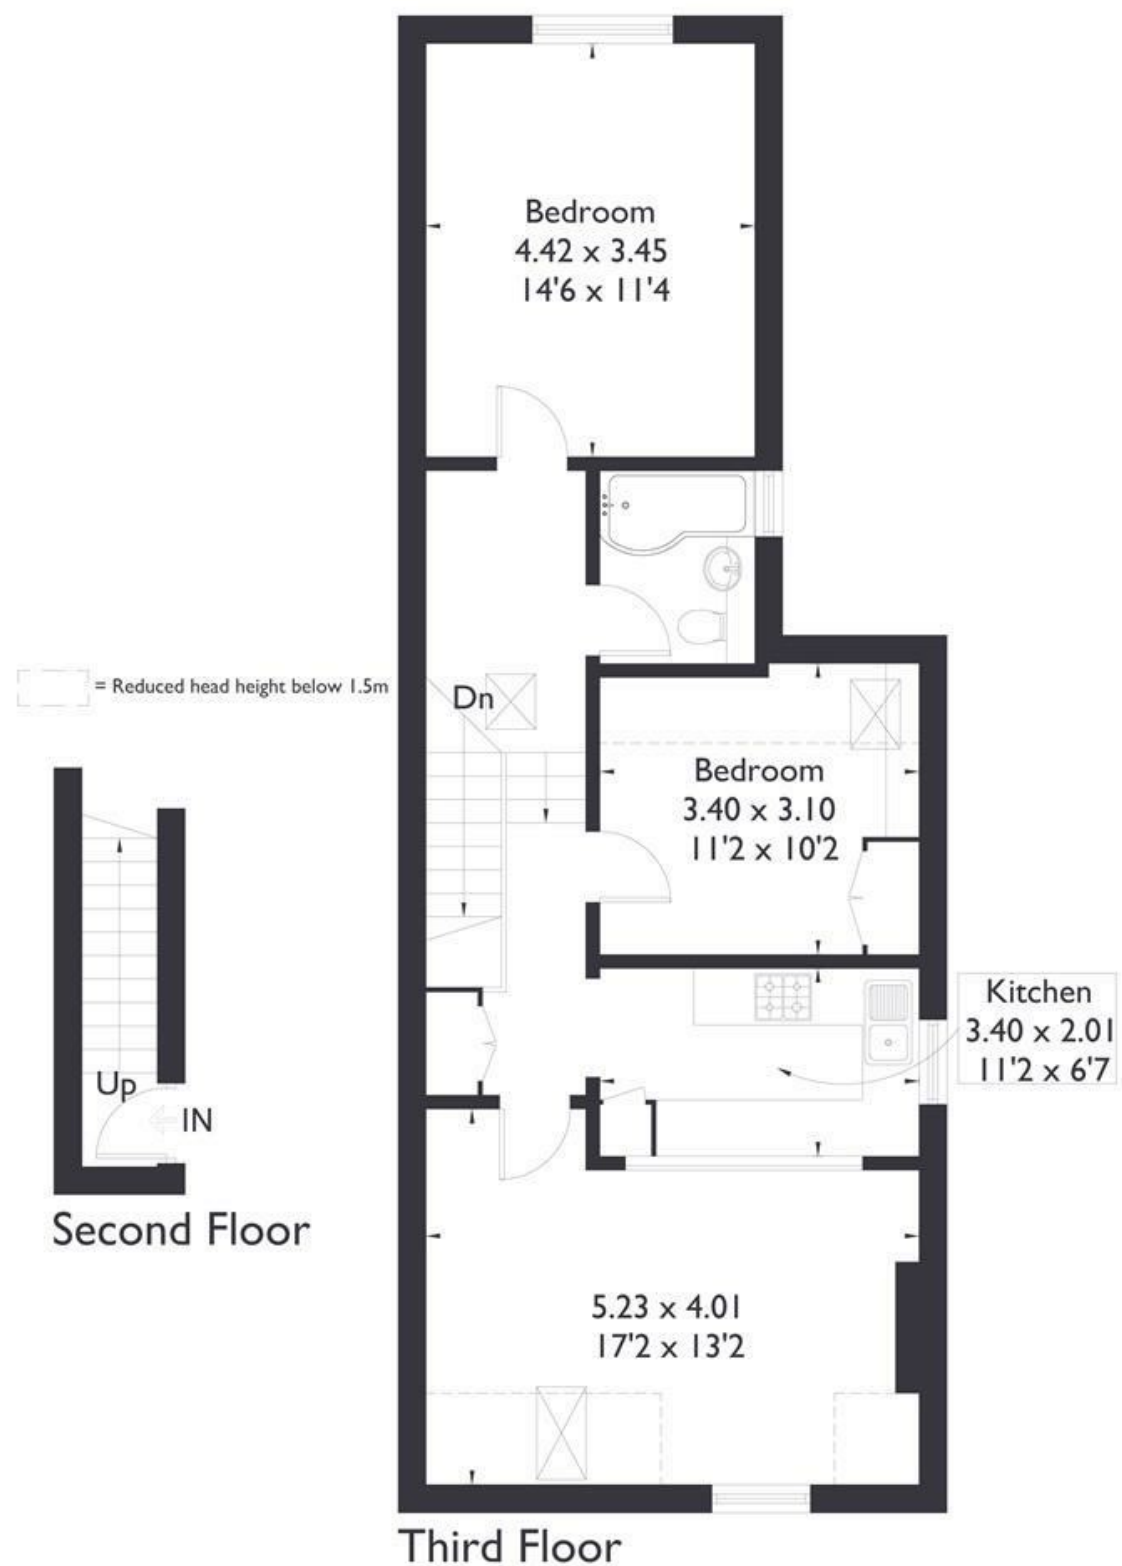 Bedroom
4.42 x 3.45
14'6 x 11'4
= Reduced head height below 1.5m
Dn
Bedroom
3.40 x 3.10
11'2 x 10'2
Kitchen
3.40 x 2.01
11'2 x 6'7
Up
IN
Second Floor
5.23 x 4.01
17'2 x 13'2
Third Floor